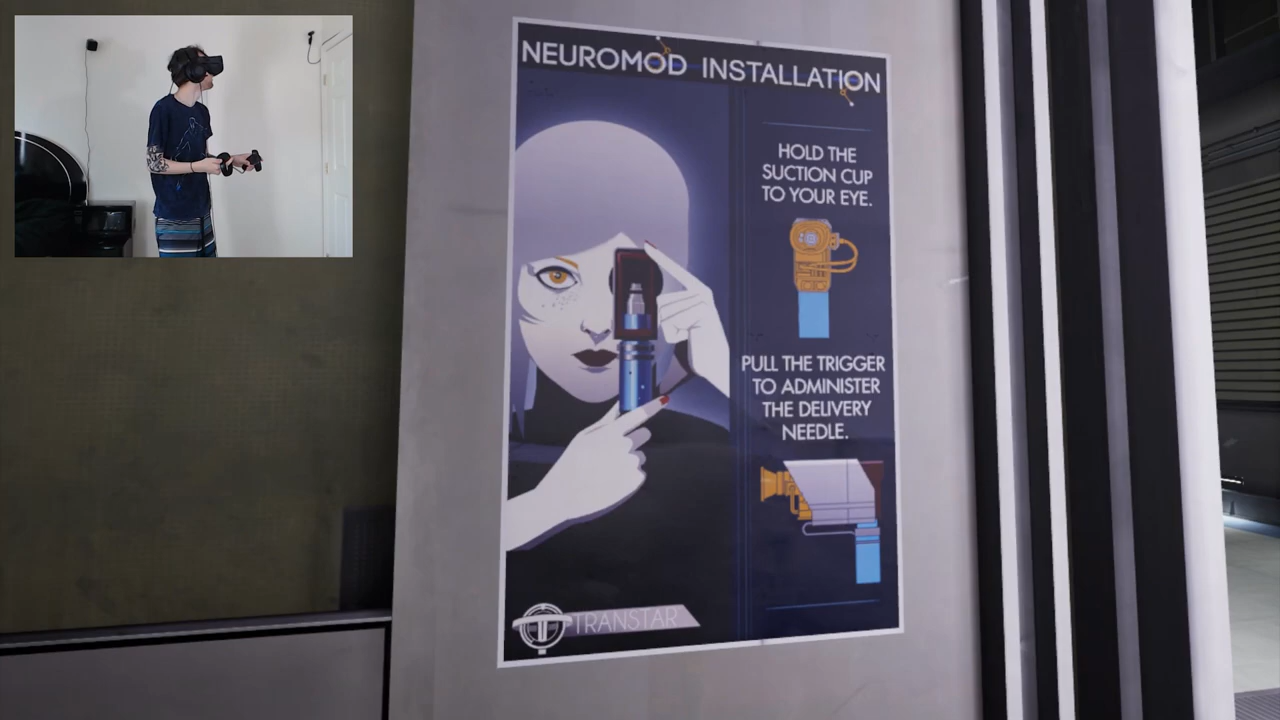 NEUROMOD INSTALLATION
HOLD THE
SUCTION CUP
TO YOUR EYE.
PULL THE TRIGGER
TO ADMINISTER
THE DELIVERY
NEEDLE.
TRANSTAR